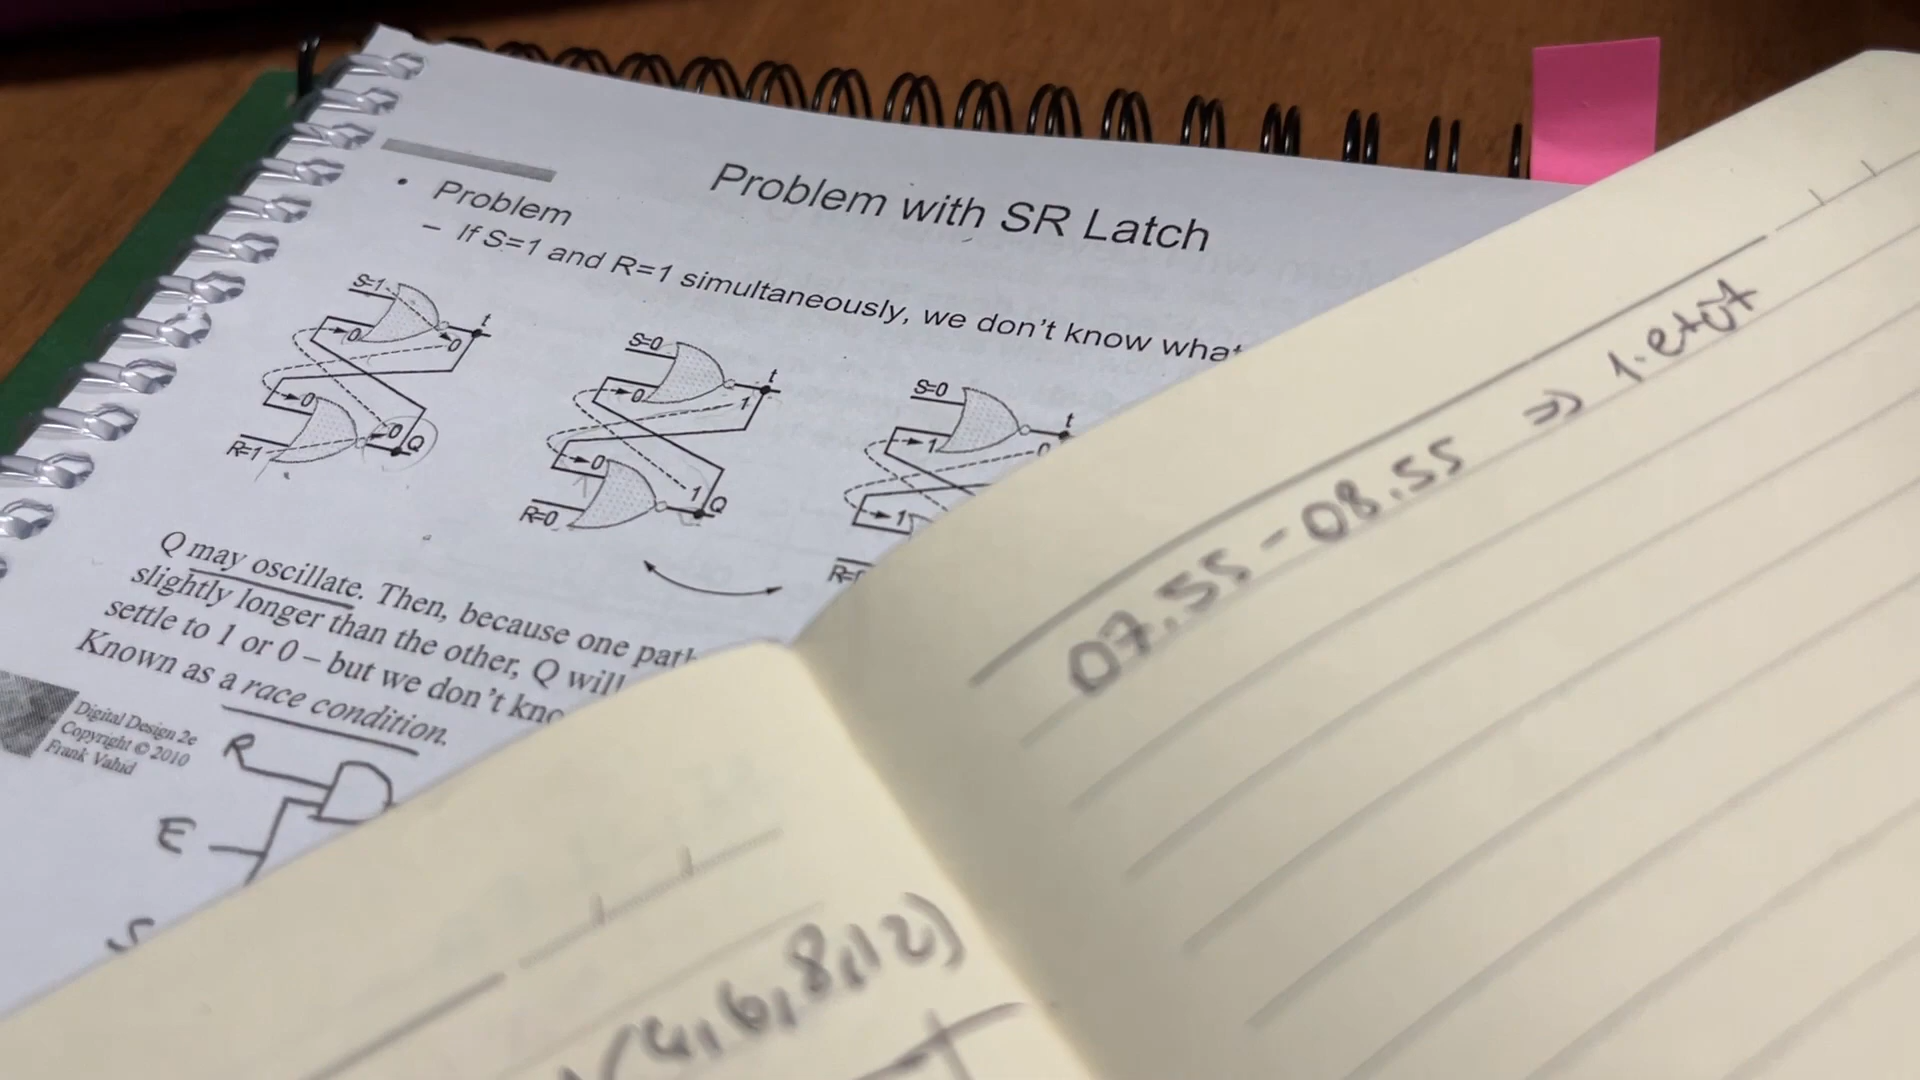 Problem with SR Latch
• Problem
– If S=1 and R=1 simultaneously, we don't know what
S=1
t
0
0
0
0
Q
R=1
S=0
t
0
1
0
1
Q
R=0
S=0
t
1
0
1
Q may oscillate. Then, because one path
slightly longer than the other, Q will
settle to 1 or 0 – but we don't kno
Known as a race condition.
Digital Design 2e
Copyright © 2010
Frank Vahid
R
E
S
07.55 - 08.55 => 1. etüt
(4,6,8,12)